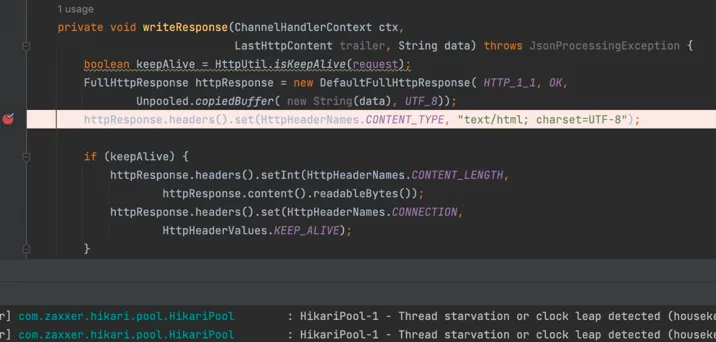 1 usage
private void writeResponse(ChannelHandlerContext ctx,
LastHttpContent trailer, String data) throws JsonProcessingException {
boolean keepAlive = HttpUtil.isKeepAlive(request);
FullHttpResponse httpResponse = new DefaultFullHttpResponse( HTTP_1_1, OK,
Unpooled.copiedBuffer( new String(data), UTF_8));
httpResponse.headers().set(HttpHeaderNames.CONTENT_TYPE, "text/html; charset=UTF-8");
if (keepAlive) {
httpResponse.headers().setInt(HttpHeaderNames.CONTENT_LENGTH,
httpResponse.content().readableBytes());
httpResponse.headers().set(HttpHeaderNames.CONNECTION,
HttpHeaderValues.KEEP_ALIVE);
}
r] com.zaxxer.hikari.pool.HikariPool : HikariPool-1 - Thread starvation or clock leap detected (houseke
r] com.zaxxer.hikari.pool.HikariPool : HikariPool-1 - Thread starvation or clock leap detected (houseke